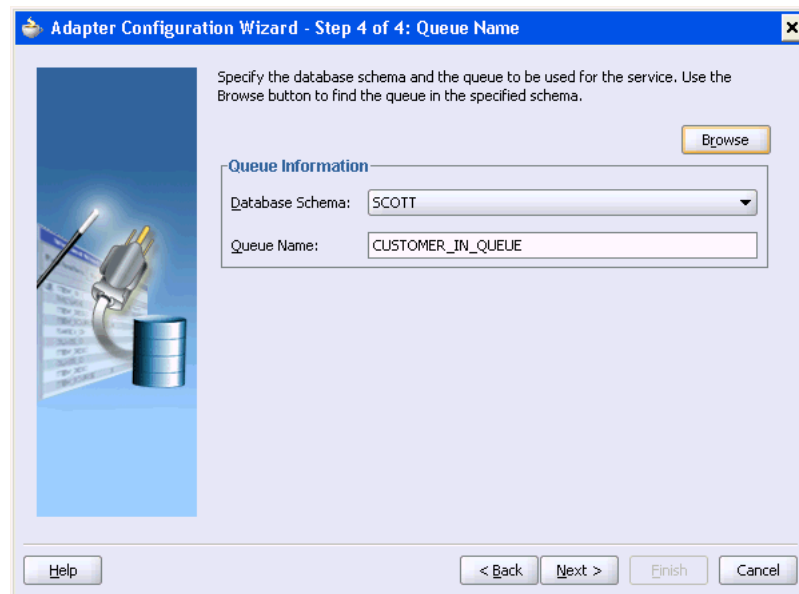 Adapter Configuration Wizard - Step 4 of 4: Queue Name
Specify the database schema and the queue to be used for the service. Use the
Browse button to find the queue in the specified schema.
Browse
Queue Information
Database Schema: SCOTT
Queue Name: CUSTOMER_IN_QUEUE
Help
< Back
Next >
Finish
Cancel